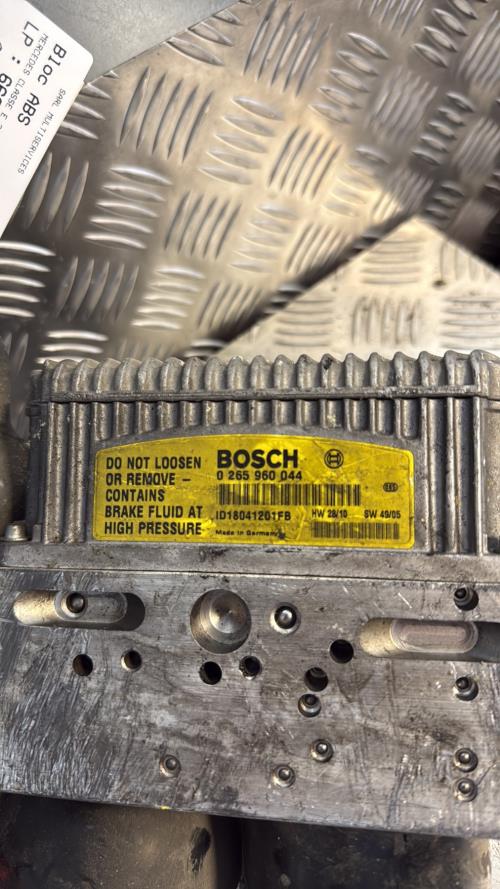 Bloc ABS
MERCEDES CLASSE E
SARL MULTISERVICES
DO NOT LOOSEN
OR REMOVE –
CONTAINS
BRAKE FLUID AT
HIGH PRESSURE
BOSCH
0 265 960 044
ID18041201FB
HW 28/10 SW 49/05
Made in Germany